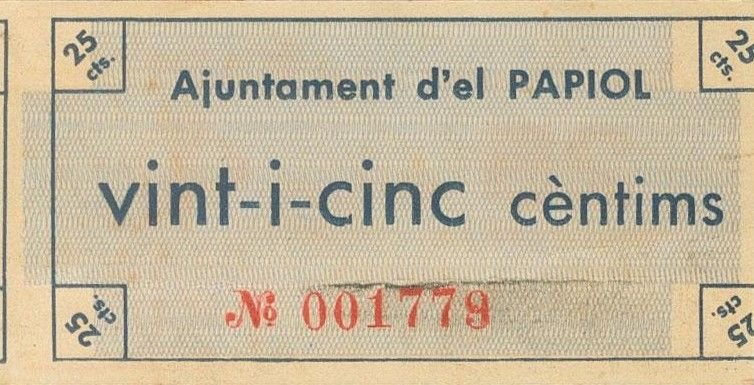 25 cts.
25 cts.
Ajuntament d'el PAPIOL
vint-i-cinc cèntims
№ 001779
25 cts.
25 cts.